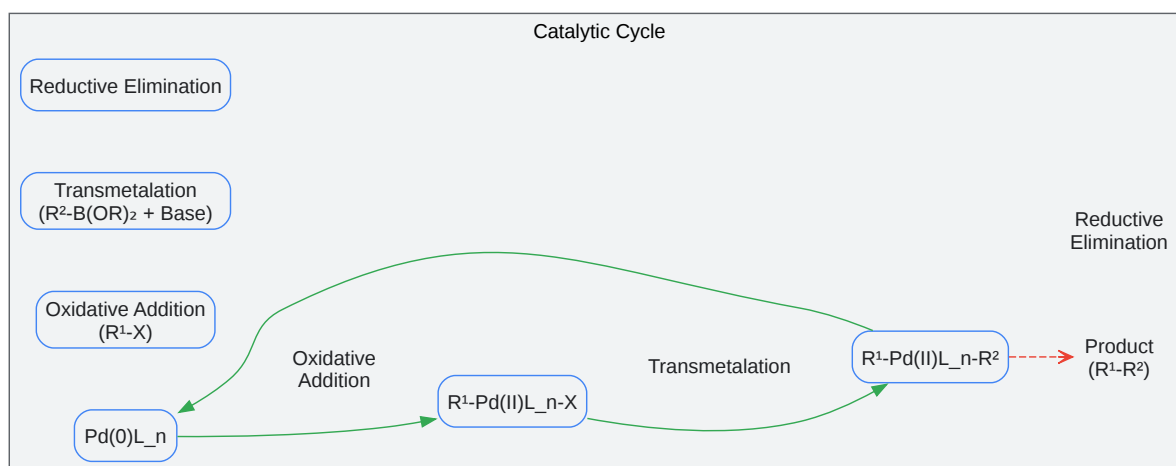 Catalytic Cycle
Reductive Elimination
Transmetalation
(R²-B(OR)₂ + Base)
Reductive
Elimination
Oxidative Addition
(R¹-X)
Oxidative
Addition
Transmetalation
R¹-Pd(II)L_n-R²
Product
(R¹-R²)
R¹-Pd(II)L_n-X
Pd(0)L_n